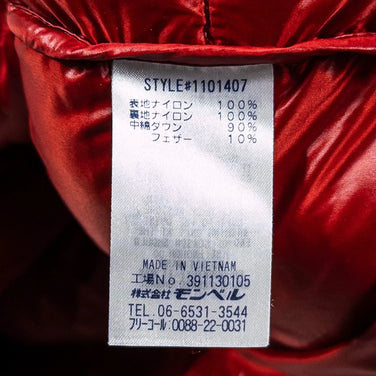 STYLE#1101407
表地ナイロン 100%
裏地ナイロン 100%
中綿ダウン 90%
フェザー 10%
MADE IN VIETNAM
工場No. 391130105
株式会社 モンベル
TEL. 06-6531-3544
フリーコール:0088-22-0031